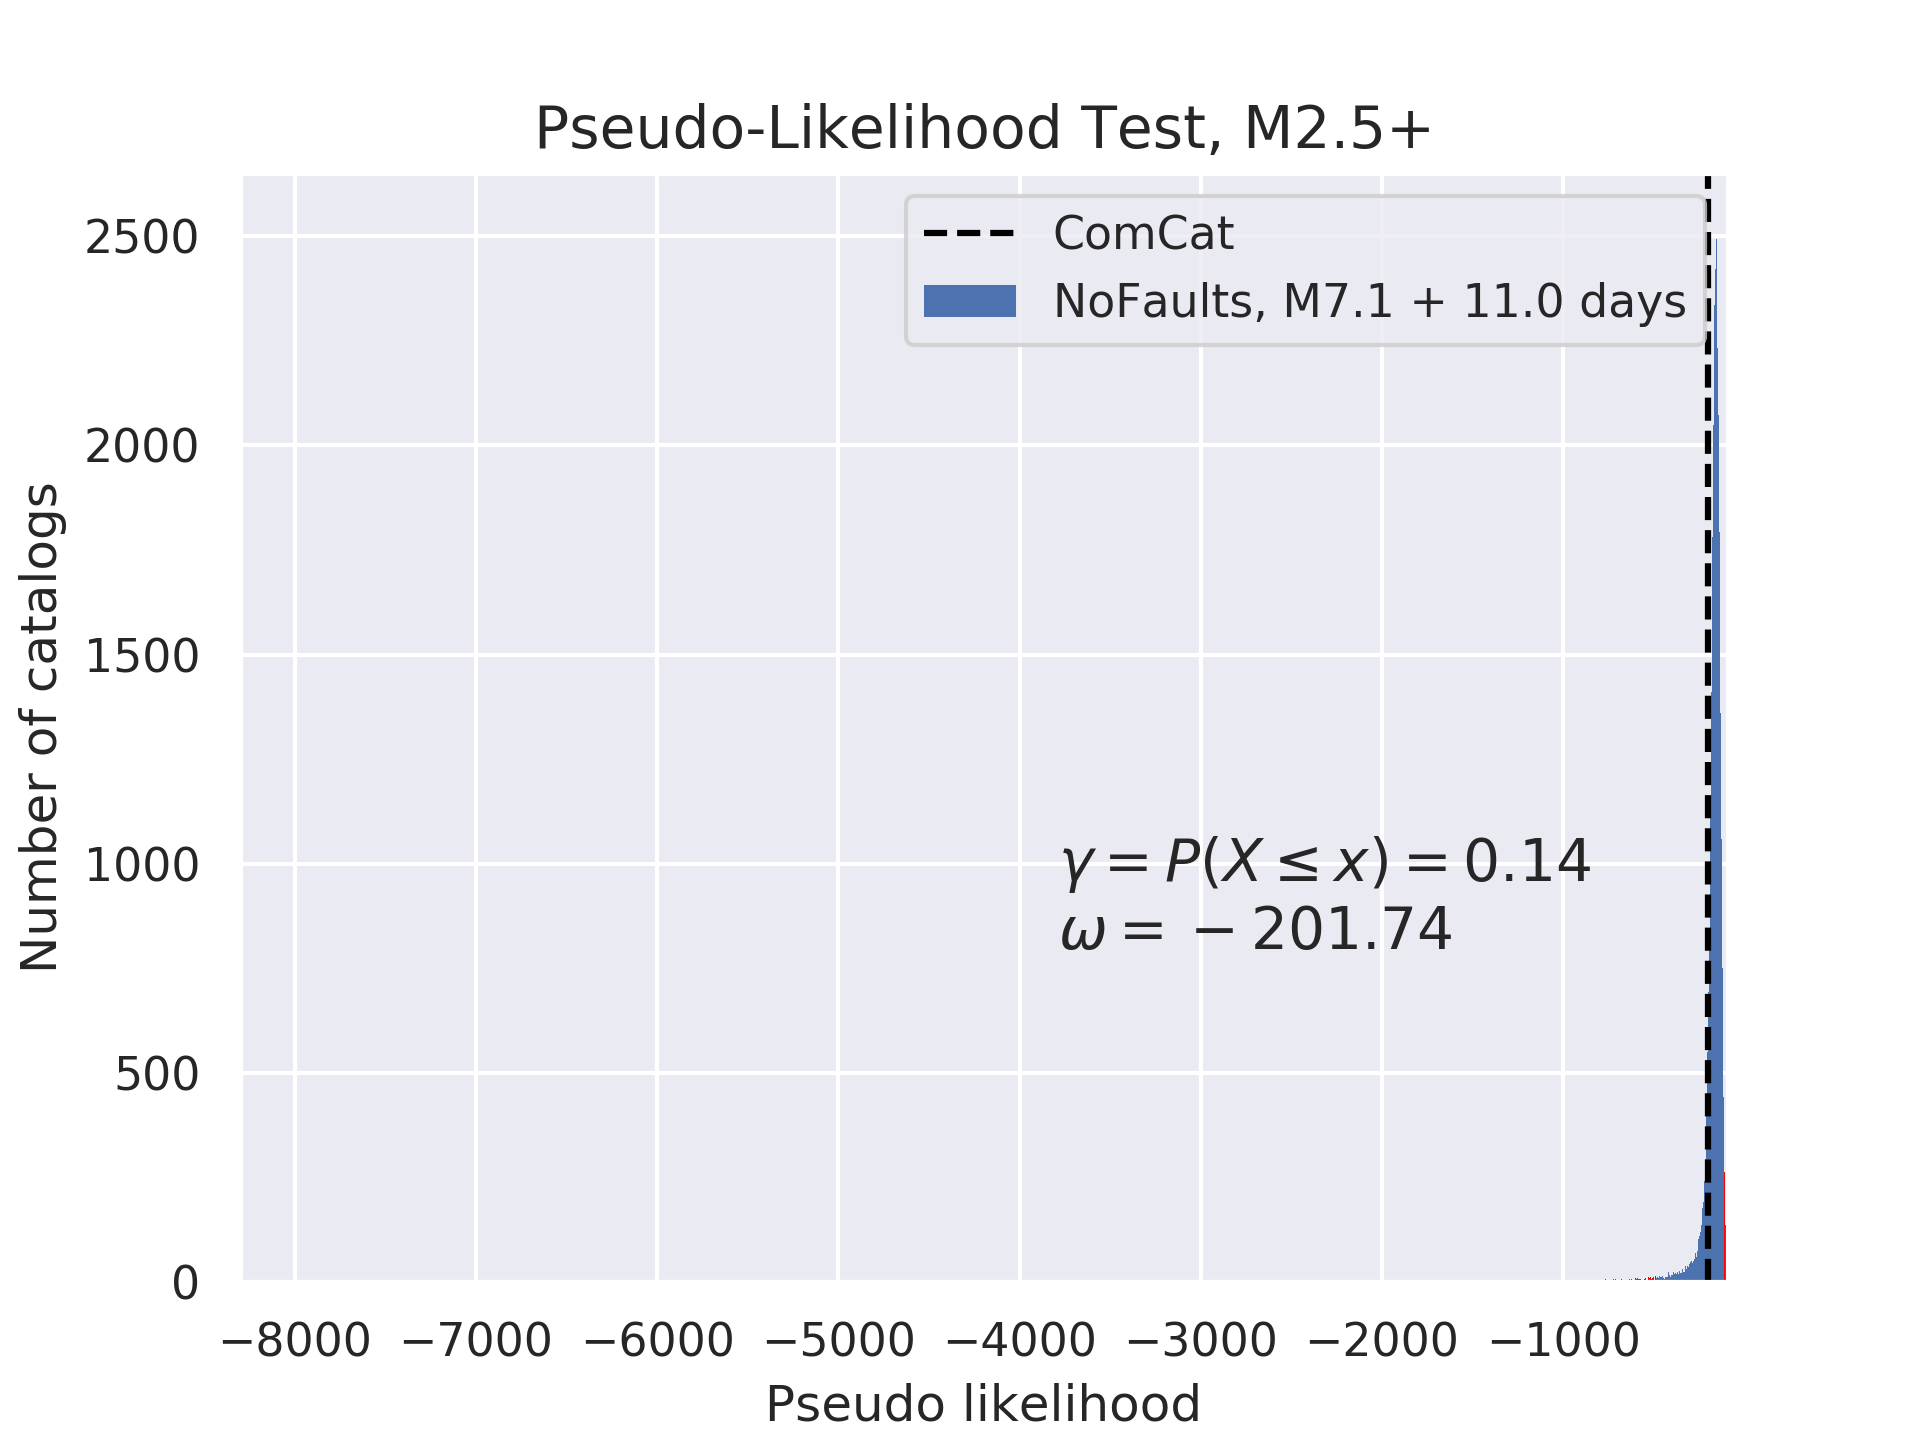 Pseudo-Likelihood Test, M2.5+
ComCat
NoFaults, M7.1 + 11.0 days
2500
2000
1500
1000
500
0
Number of catalogs
γ = P(X ≤ x) = 0.14
ω = − 201.74
−8000 −7000 −6000 −5000 −4000 −3000 −2000 −1000
Pseudo likelihood